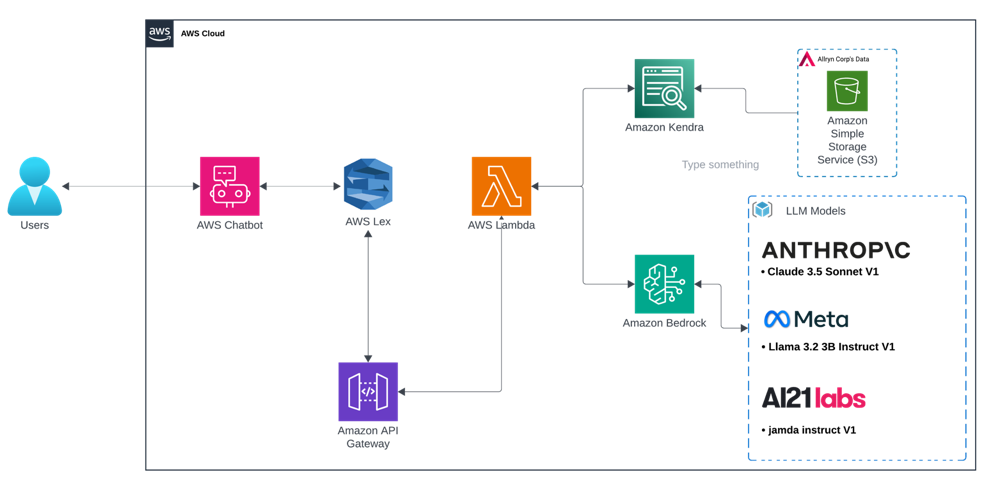 aws
AWS Cloud
Allryn Corp's Data
Amazon
Simple
Storage
Service (S3)
Amazon Kendra
Type something
Users
AWS Chatbot
AWS Lex
AWS Lambda
LLM Models
ANTHROP\C
• Claude 3.5 Sonnet V1
Amazon Bedrock
Meta
• Llama 3.2 3B Instruct V1
AI21labs
• jamda instruct V1
</>
Amazon API
Gateway